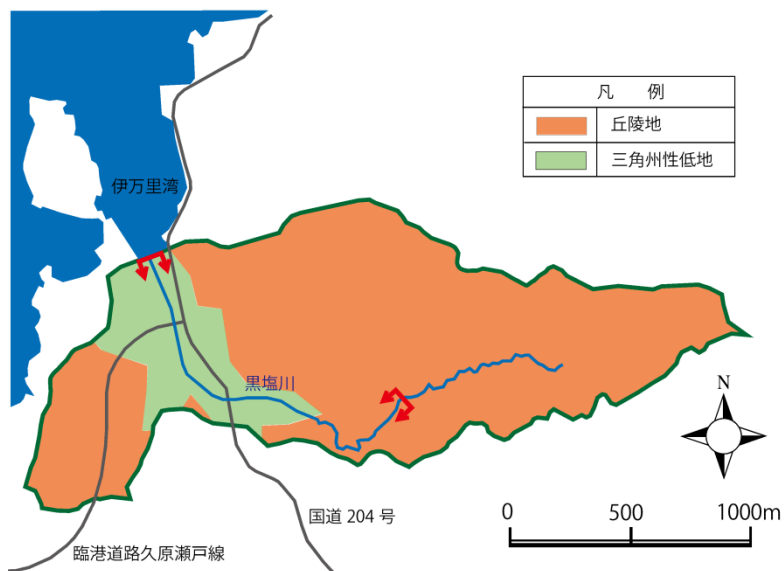 凡　例
丘陵地
三角州性低地
伊万里湾
黒塩川
N
国道 204 号
臨港道路久原瀬戸線
0 500 1000m